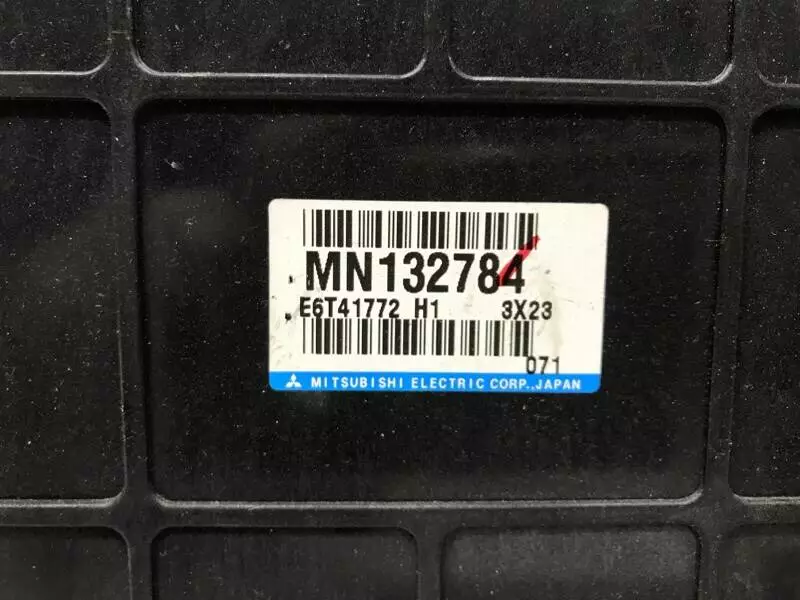 MN132784
E6T41772 H1 3X23
071
MITSUBISHI ELECTRIC CORP., JAPAN